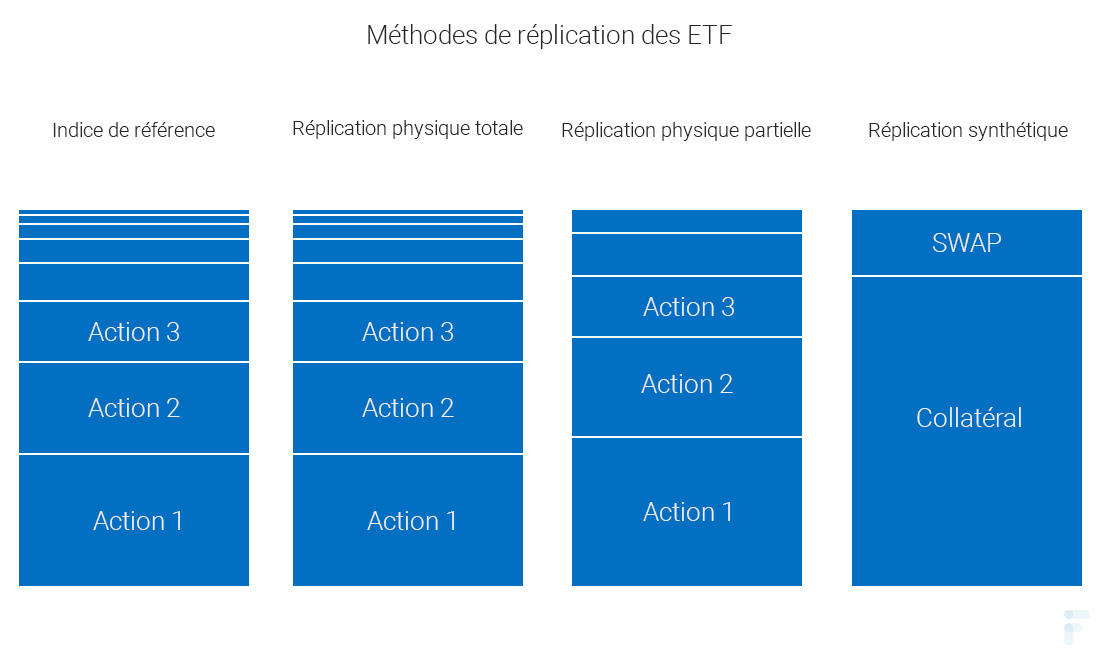 Méthodes de réplication des ETF
Indice de référence
Réplication physique totale
Réplication physique partielle
Réplication synthétique
Action 3
Action 2
Action 1
Action 3
Action 2
Action 1
Action 3
Action 2
Action 1
SWAP
Collatéral